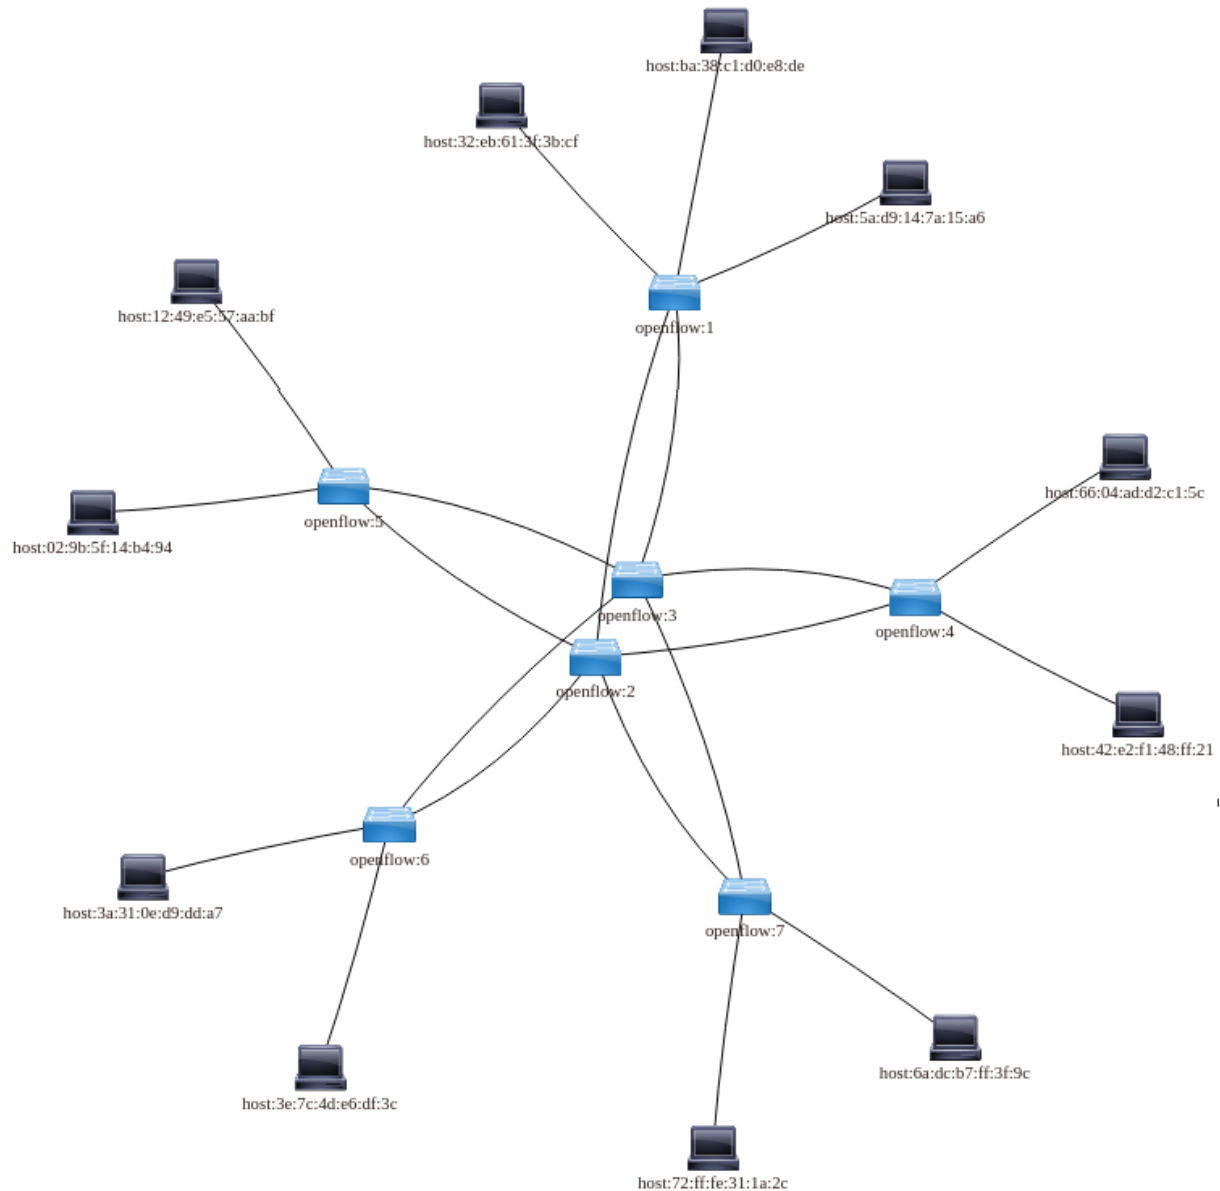 host:ba:38:c1:d0:e8:de
host:32:eb:61:3f:3b:cf
host:5a:d9:14:7a:15:a6
host:12:49:e5:57:aa:bf
openflow:1
host:66:04:ad:d2:c1:5c
openflow:5
host:02:9b:5f:14:b4:94
openflow:3
openflow:4
openflow:2
host:42:e2:f1:48:ff:21
openflow:6
host:3a:31:0e:d9:dd:a7
openflow:7
host:6a:dc:b7:ff:3f:9c
host:3e:7c:4d:e6:df:3c
host:72:ff:fe:31:1a:2c